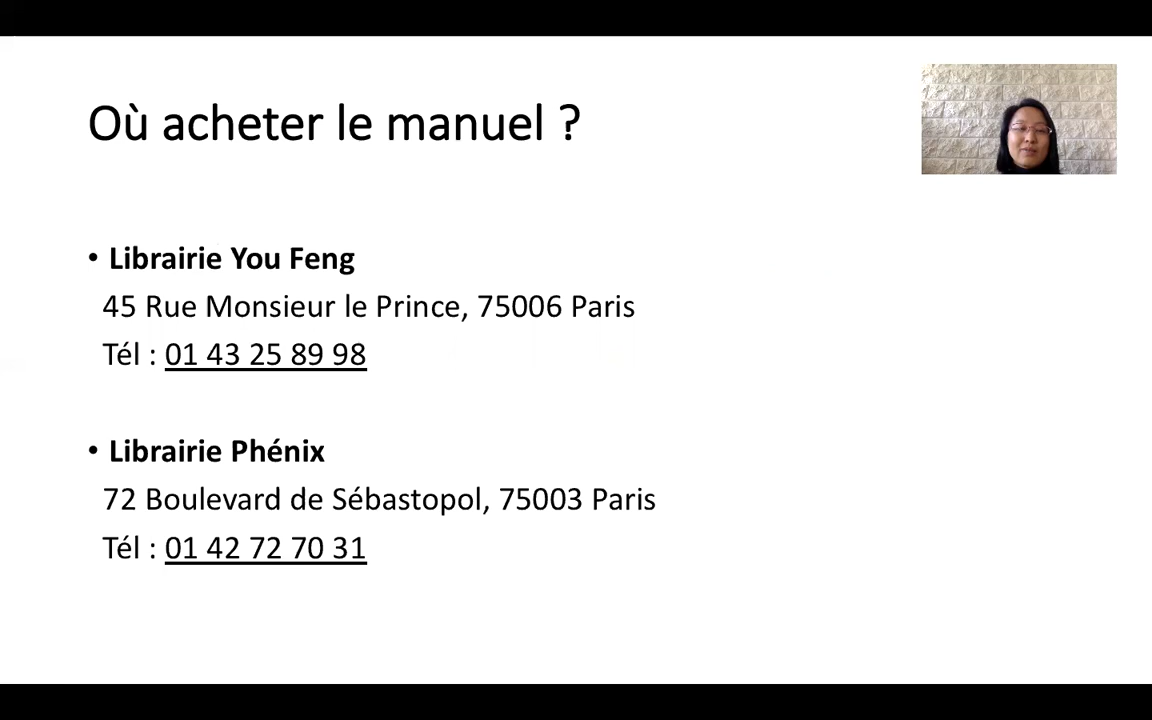 Où acheter le manuel ?
• Librairie You Feng
45 Rue Monsieur le Prince, 75006 Paris
Tél : 01 43 25 89 98
• Librairie Phénix
72 Boulevard de Sébastopol, 75003 Paris
Tél : 01 42 72 70 31